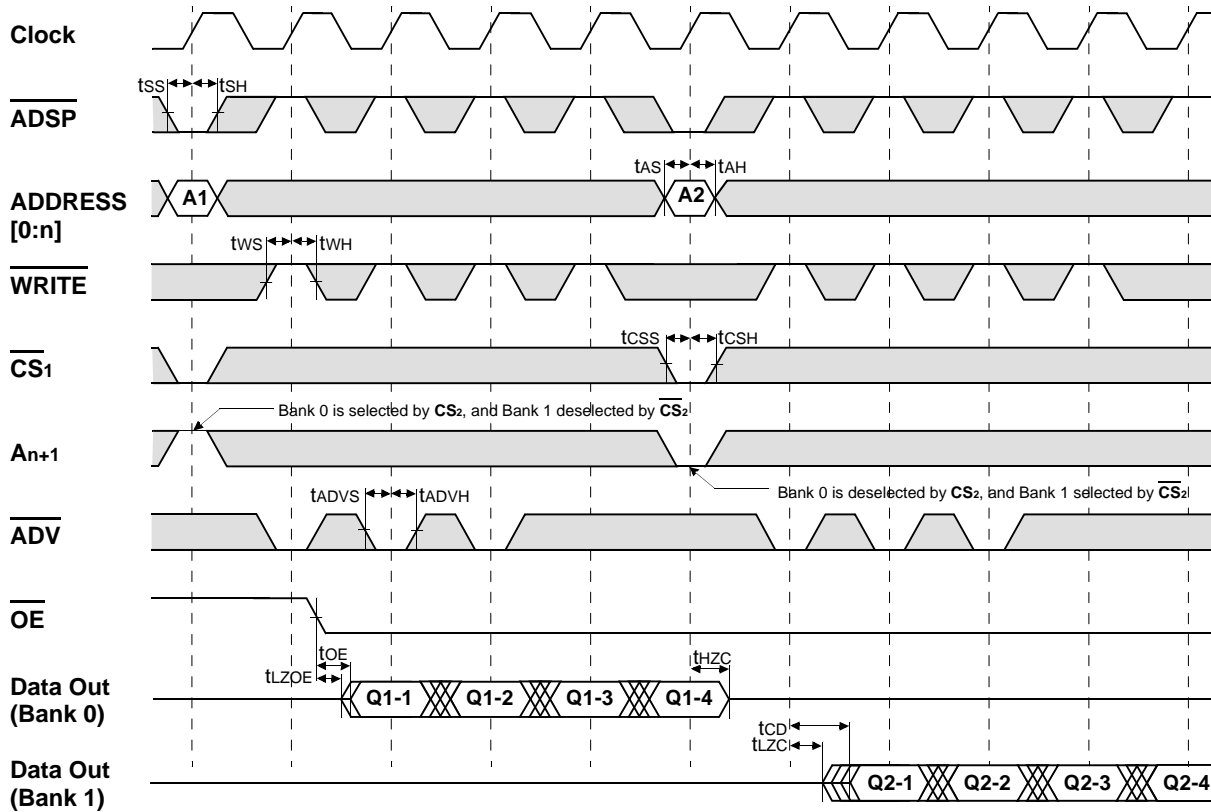 Clock
tSS tSH
ADSP
tAS tAH
ADDRESS
[0:n]
A1 A2
tWS tWH
WRITE
tCSS tCSH
CS1
Bank 0 is selected by CS2, and Bank 1 deselected by CS2
An+1
Bank 0 is deselected by CS2, and Bank 1 selected by CS2
tADVS tADVH
ADV
OE
tOE tHZC
tLZOE
Data Out
(Bank 0)
Q1-1 Q1-2 Q1-3 Q1-4
tCD
tLZC
Data Out
(Bank 1)
Q2-1 Q2-2 Q2-3 Q2-4